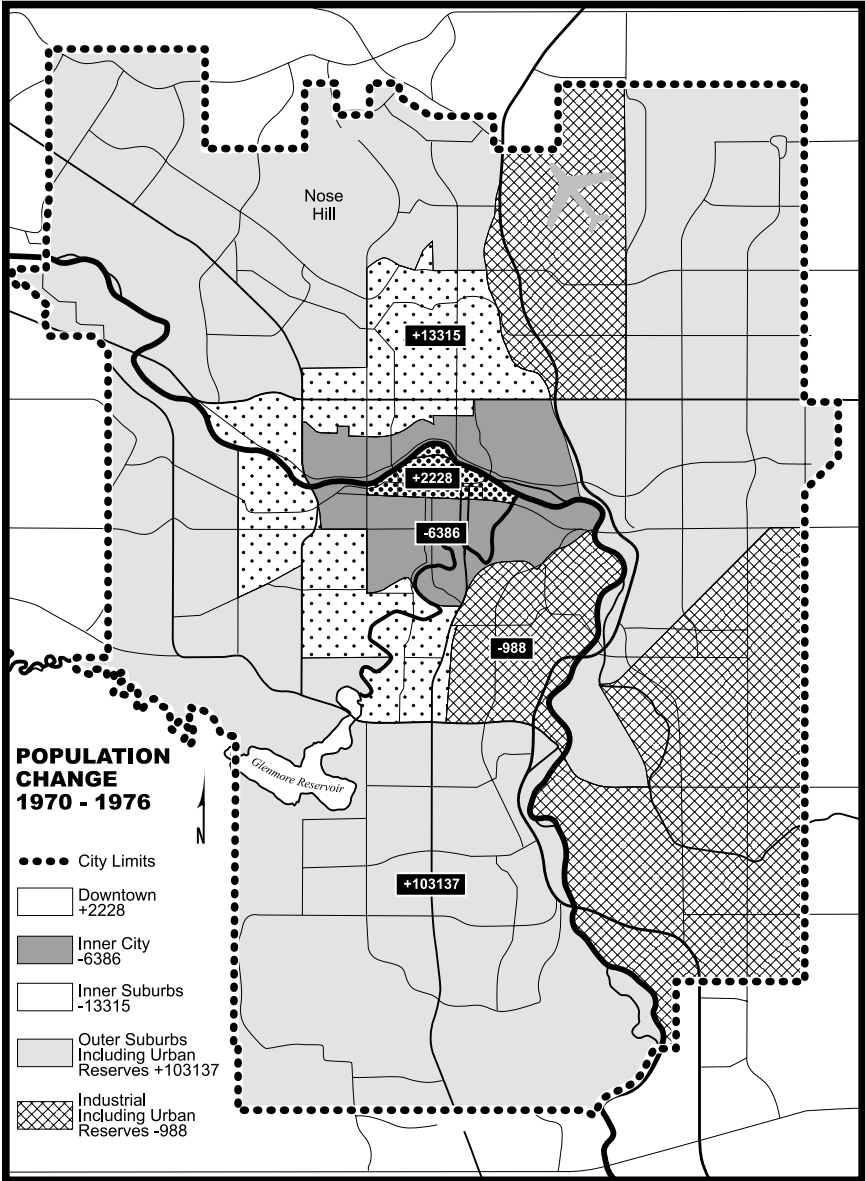 Nose
Hill
+13315
+2228
-6386
-988
Glenmore Reservoir
+103137
POPULATION
CHANGE
1970 - 1976
N
City Limits
Downtown
+2228
Inner City
-6386
Inner Suburbs
-13315
Outer Suburbs
Including Urban
Reserves +103137
Industrial
Including Urban
Reserves -988